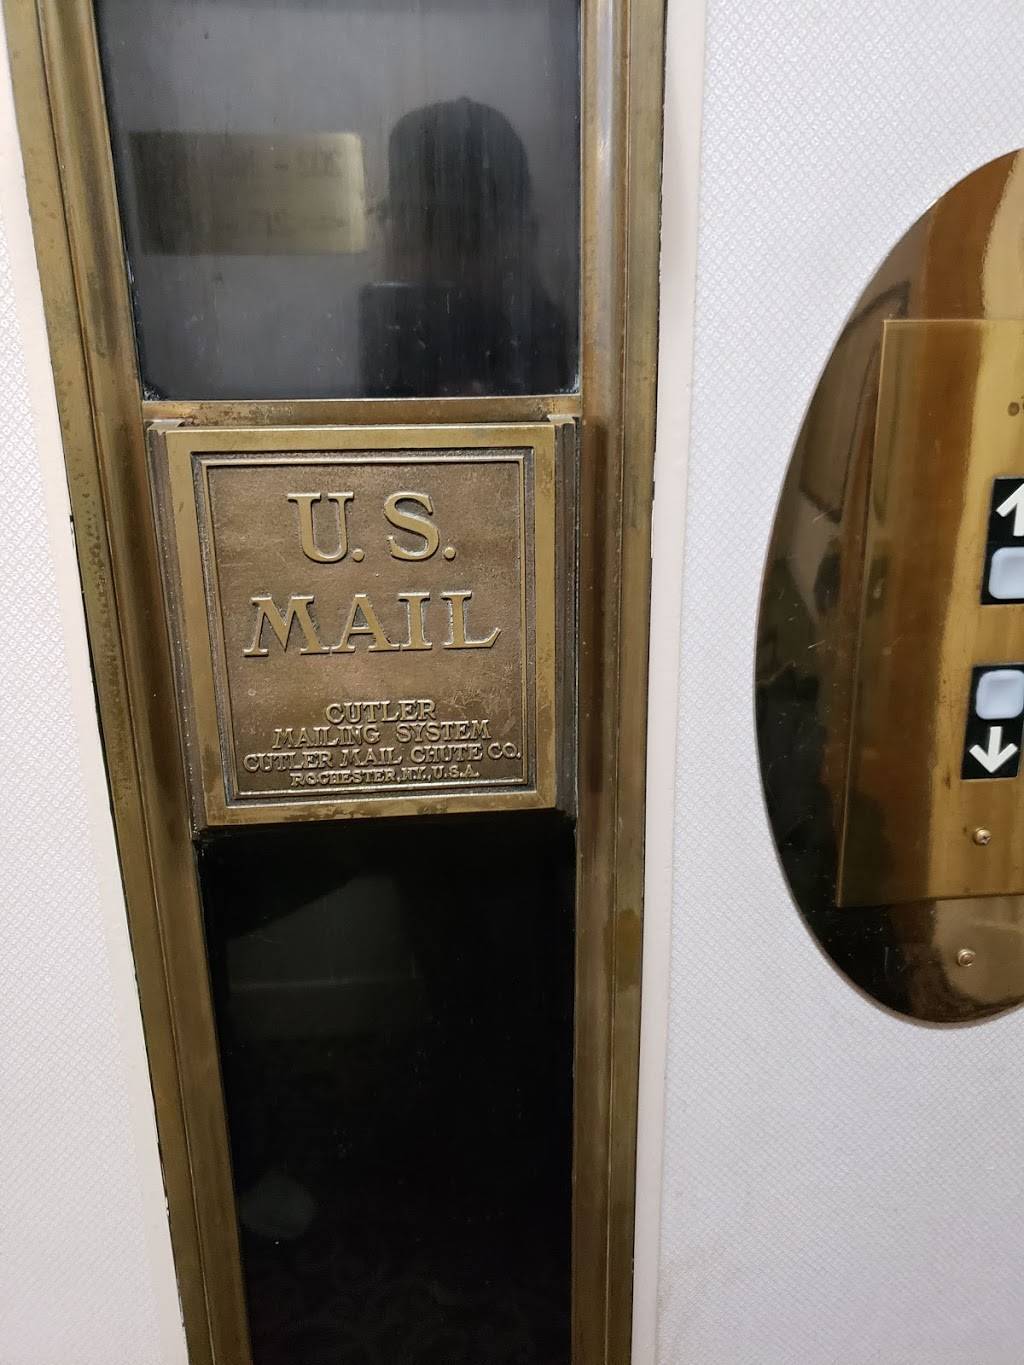 U. S.
MAIL
CUTLER
MAILING SYSTEM
CUTLER MAIL CHUTE CO.
ROCHESTER, N.Y., U.S.A.